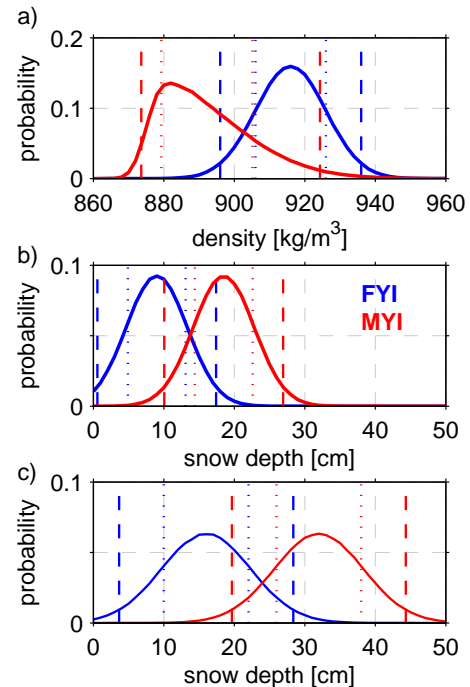 a)
0.2
0.1
0
probability
860 880 900 920 940 960
density [kg/m³]
b)
0.1
0
probability
FYI
MYI
0 10 20 30 40 50
snow depth [cm]
c)
0.1
0
probability
0 10 20 30 40 50
snow depth [cm]